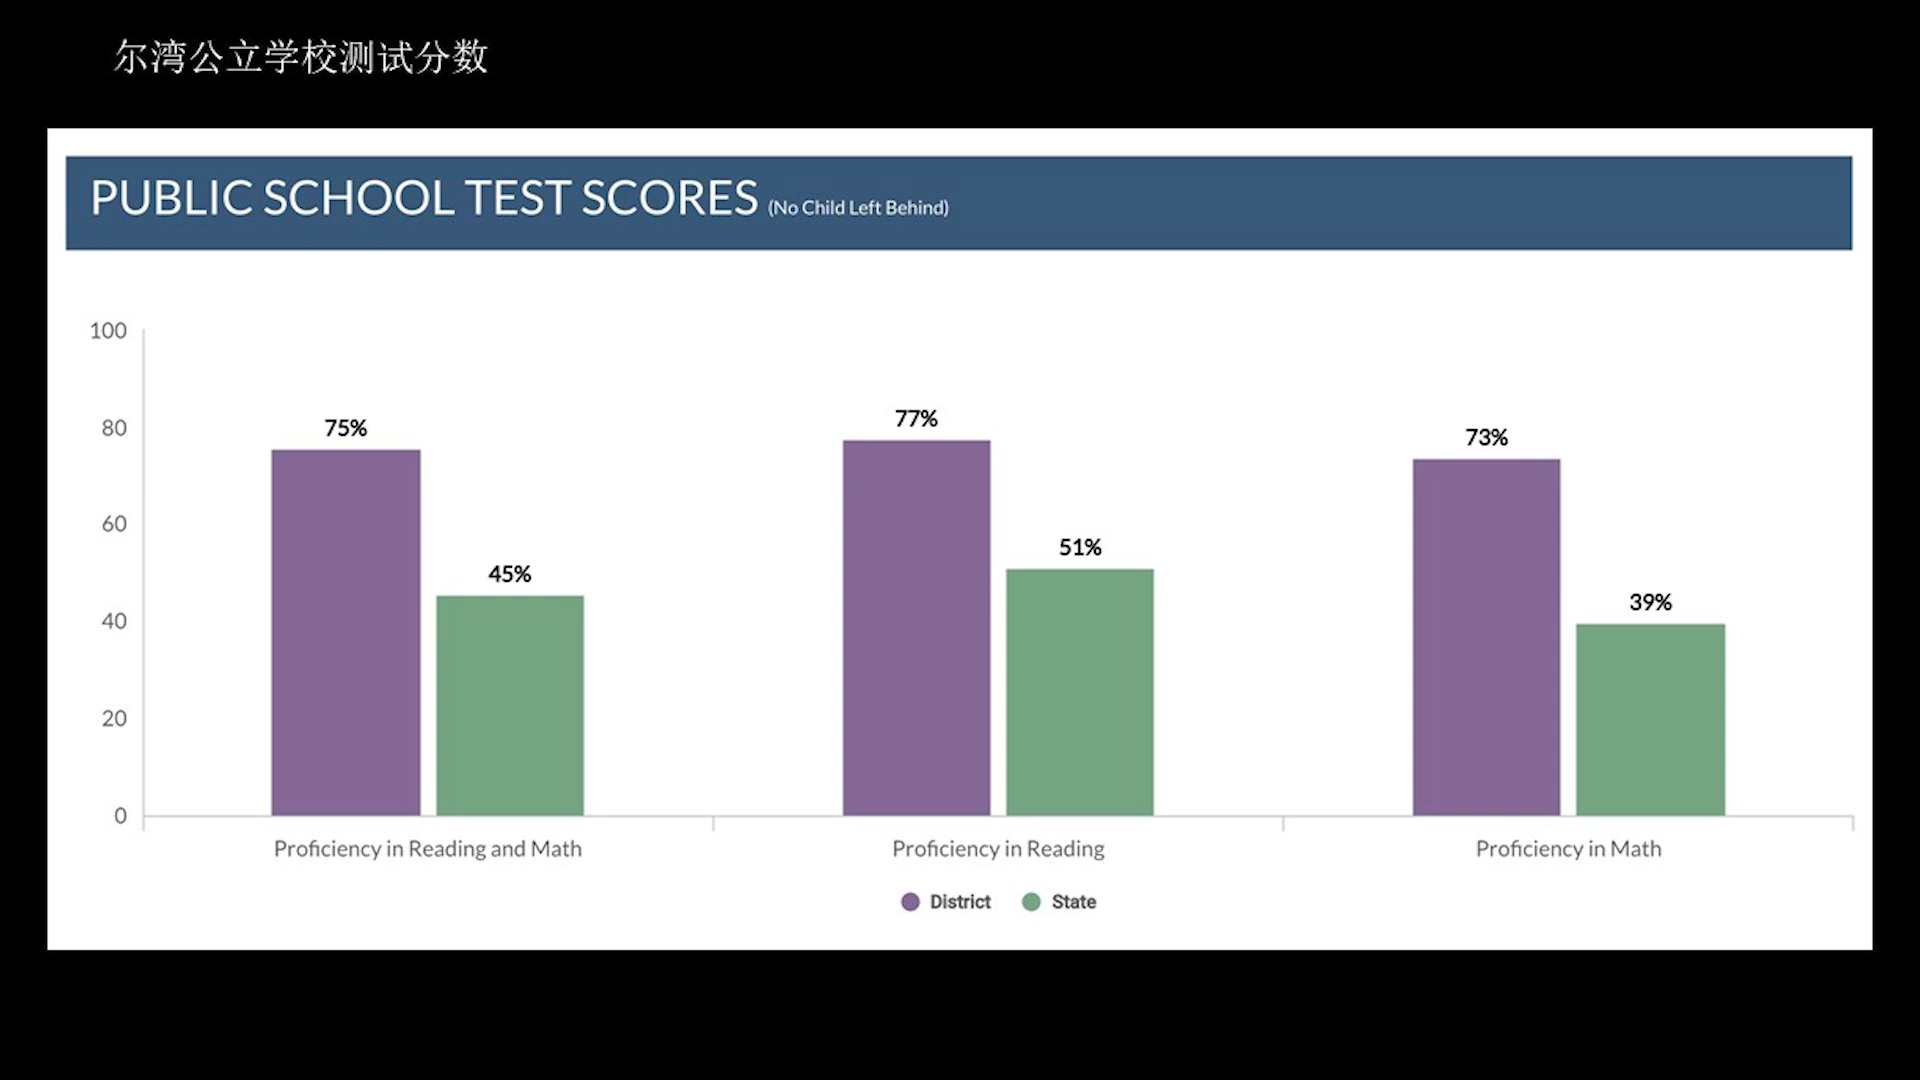 尔湾公立学校测试分数
PUBLIC SCHOOL TEST SCORES (No Child Left Behind)
100
80
60
40
20
0
75%
45%
77%
51%
73%
39%
Proficiency in Reading and Math
Proficiency in Reading
Proficiency in Math
District
State